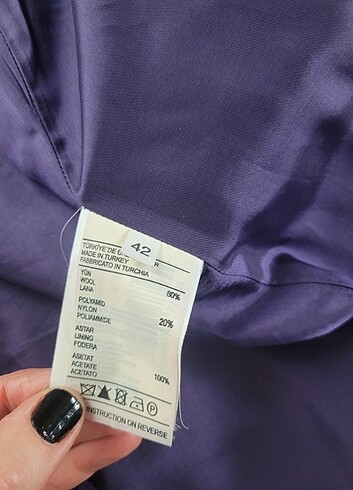 42
TÜRKİYE'DE
MADE IN TURKEY
FABBRICATO IN TURCHIA
YÜN
WOOL 80%
LANA
POLYAMID
NYLON 20%
POLIAMMIDE
ASTAR
LINING
FODERA
ASETAT
ACETATE 100%
ACETATO
INSTRUCTION ON REVERSE